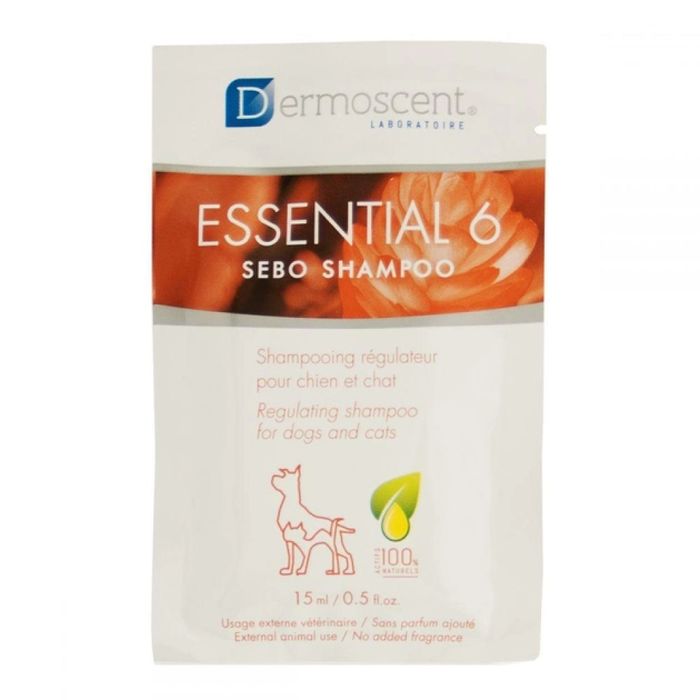 Dermoscent®
LABORATOIRE
ESSENTIAL 6
SEBO SHAMPOO
Shampooing régulateur
pour chien et chat
Regulating shampoo
for dogs and cats
ACTIFS
100%
NATURELS
15 ml / 0.5 fl.oz.
Usage externe vétérinaire / Sans parfum ajouté
External animal use / No added fragrance